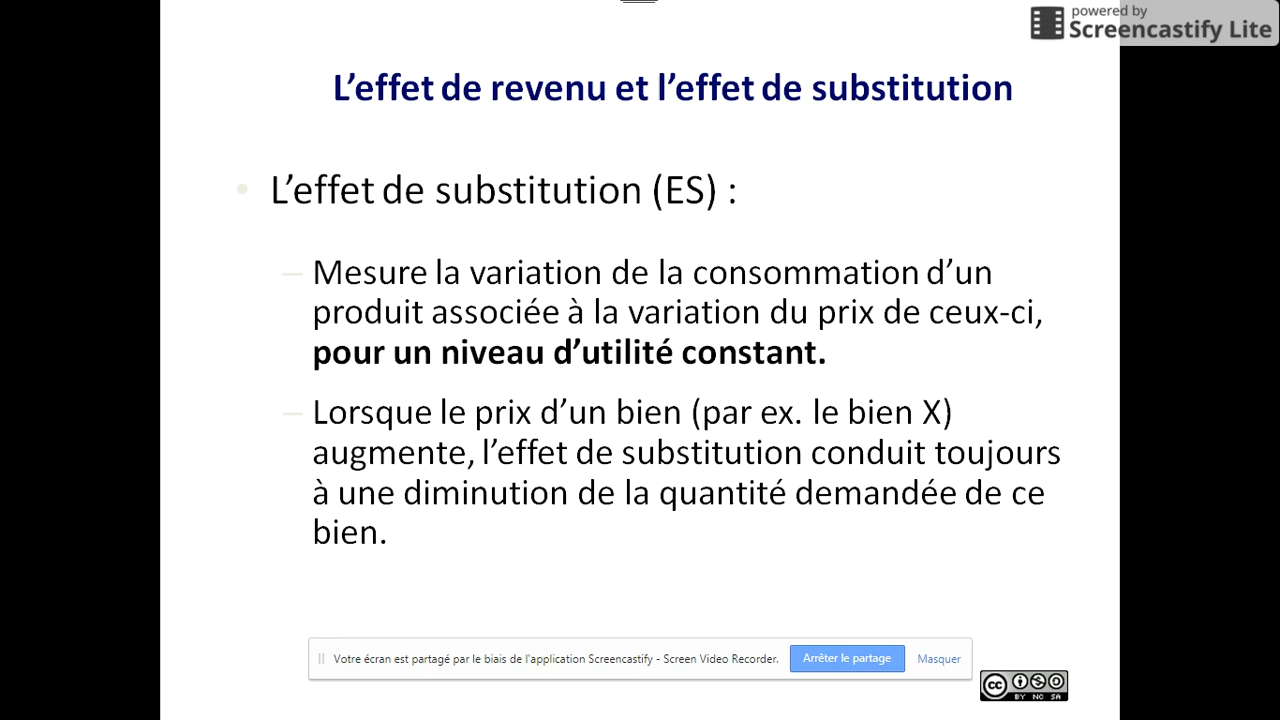 powered by
Screencastify Lite
L'effet de revenu et l'effet de substitution
• L'effet de substitution (ES) :
– Mesure la variation de la consommation d'un
produit associée à la variation du prix de ceux-ci,
pour un niveau d'utilité constant.
– Lorsque le prix d'un bien (par ex. le bien X)
augmente, l'effet de substitution conduit toujours
à une diminution de la quantité demandée de ce
bien.
Votre écran est partagé par le biais de l'application Screencastify - Screen Video Recorder. Arrêter le partage Masquer
cc BY NC SA